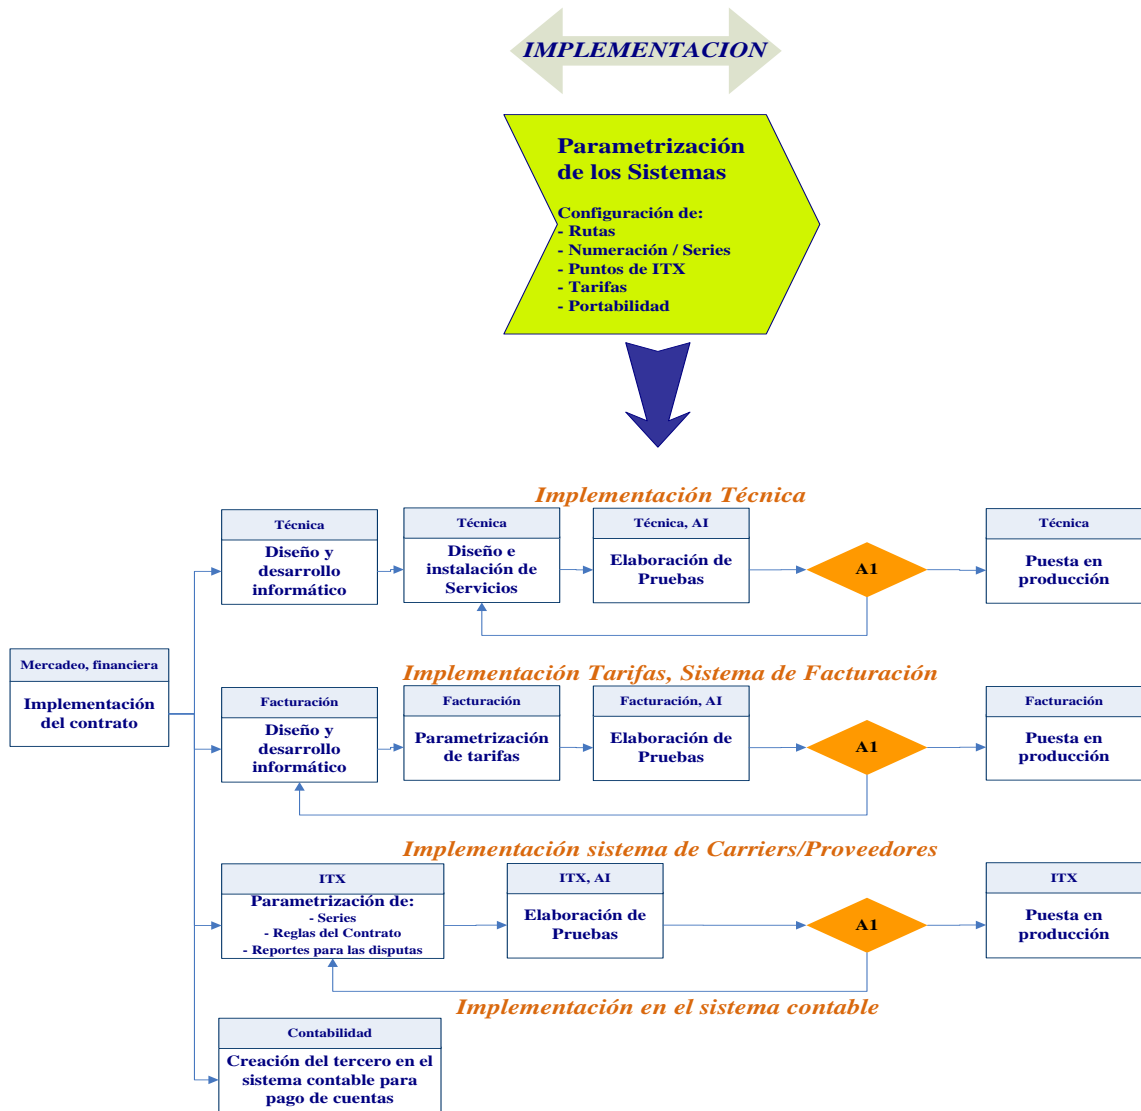 IMPLEMENTACION
Parametrización
de los Sistemas
Configuración de:
- Rutas
- Numeración / Series
- Puntos de ITX
- Tarifas
- Portabilidad
Implementación Técnica
Técnica
Diseño y
desarrollo
informático
Técnica
Diseño e
instalación de
Servicios
Técnica, AI
Elaboración de
Pruebas
A1
Técnica
Puesta en
producción
Mercadeo, financiera
Implementación
del contrato
Implementación Tarifas, Sistema de Facturación
Facturación
Diseño y
desarrollo
informático
Facturación
Parametrización
de tarifas
Facturación, AI
Elaboración de
Pruebas
A1
Facturación
Puesta en
producción
Implementación sistema de Carriers/Proveedores
ITX
Parametrización de:
- Series
- Reglas del Contrato
- Reportes para las disputas
ITX, AI
Elaboración de
Pruebas
A1
ITX
Puesta en
producción
Implementación en el sistema contable
Contabilidad
Creación del tercero en el
sistema contable para
pago de cuentas